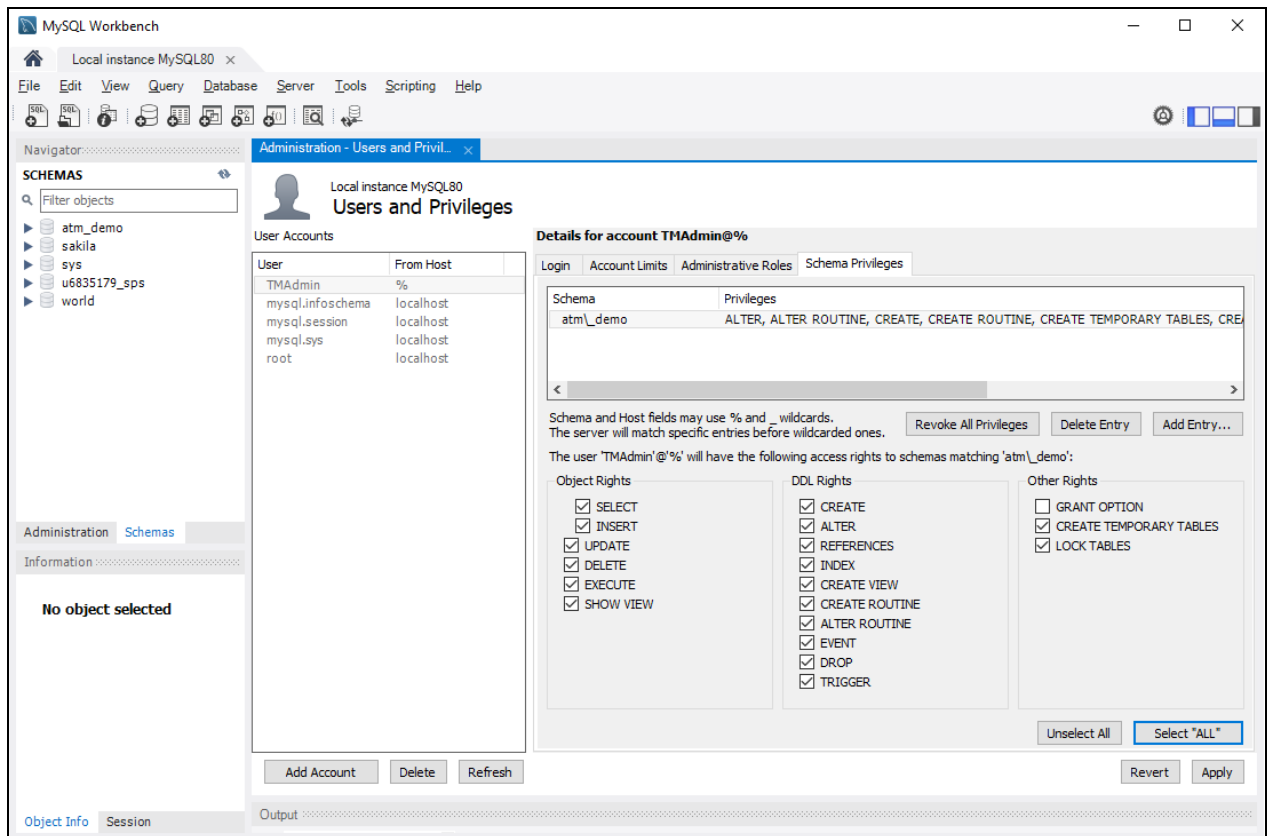 MySQL Workbench
Local instance MySQL80
File Edit View Query Database Server Tools Scripting Help
Navigator
SCHEMAS
Filter objects
atm_demo
sakila
sys
u6835179_sps
world
Administration Schemas
Information
No object selected
Object Info Session
Administration - Users and Privil...
Local instance MySQL80
Users and Privileges
User Accounts
User From Host
TMAdmin %
mysql.infoschema localhost
mysql.session localhost
mysql.sys localhost
root localhost
Add Account Delete Refresh
Details for account TMAdmin@%
Login Account Limits Administrative Roles Schema Privileges
Schema Privileges
atm\_demo ALTER, ALTER ROUTINE, CREATE, CREATE ROUTINE, CREATE TEMPORARY TABLES, CREA
Schema and Host fields may use % and _ wildcards.
The server will match specific entries before wildcarded ones.
Revoke All Privileges Delete Entry Add Entry...
The user 'TMAdmin'@'%' will have the following access rights to schemas matching 'atm\_demo':
Object Rights
SELECT
INSERT
UPDATE
DELETE
EXECUTE
SHOW VIEW
DDL Rights
CREATE
ALTER
REFERENCES
INDEX
CREATE VIEW
CREATE ROUTINE
ALTER ROUTINE
EVENT
DROP
TRIGGER
Other Rights
GRANT OPTION
CREATE TEMPORARY TABLES
LOCK TABLES
Unselect All Select "ALL"
Revert Apply
Output